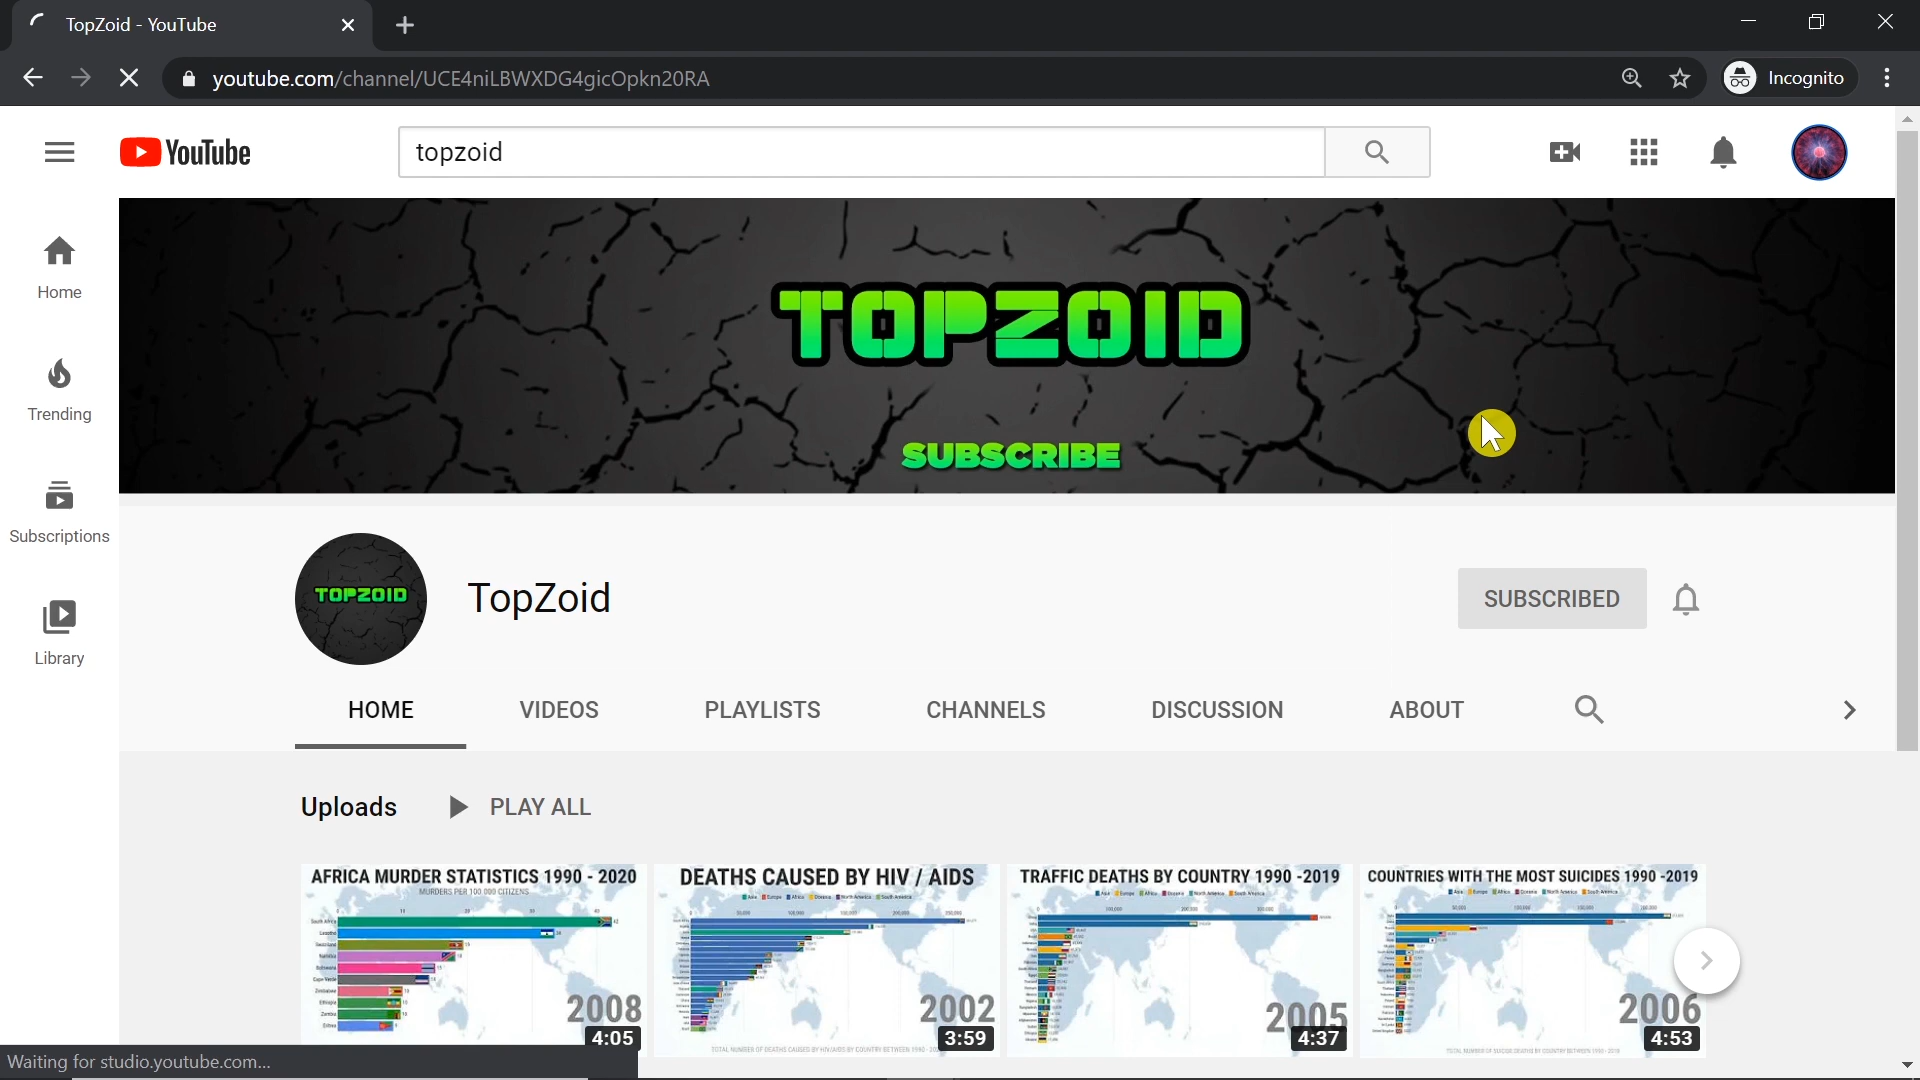 TopZoid - YouTube
youtube.com/channel/UCE4niLBWXDG4gicOpkn20RA
Incognito
YouTube
topzoid
Home
Trending
Subscriptions
Library
TOPZOID
SUBSCRIBE
TOPZOID
TopZoid
SUBSCRIBED
HOME
VIDEOS
PLAYLISTS
CHANNELS
DISCUSSION
ABOUT
Uploads
PLAY ALL
AFRICA MURDER STATISTICS 1990 - 2020
MURDERS PER 100 000 CITIZENS
2008
4:05
DEATHS CAUSED BY HIV / AIDS
2002
3:59
TRAFFIC DEATHS BY COUNTRY 1990 -2019
2005
4:37
COUNTRIES WITH THE MOST SUICIDES 1990 -2019
2006
4:53
Waiting for studio.youtube.com...